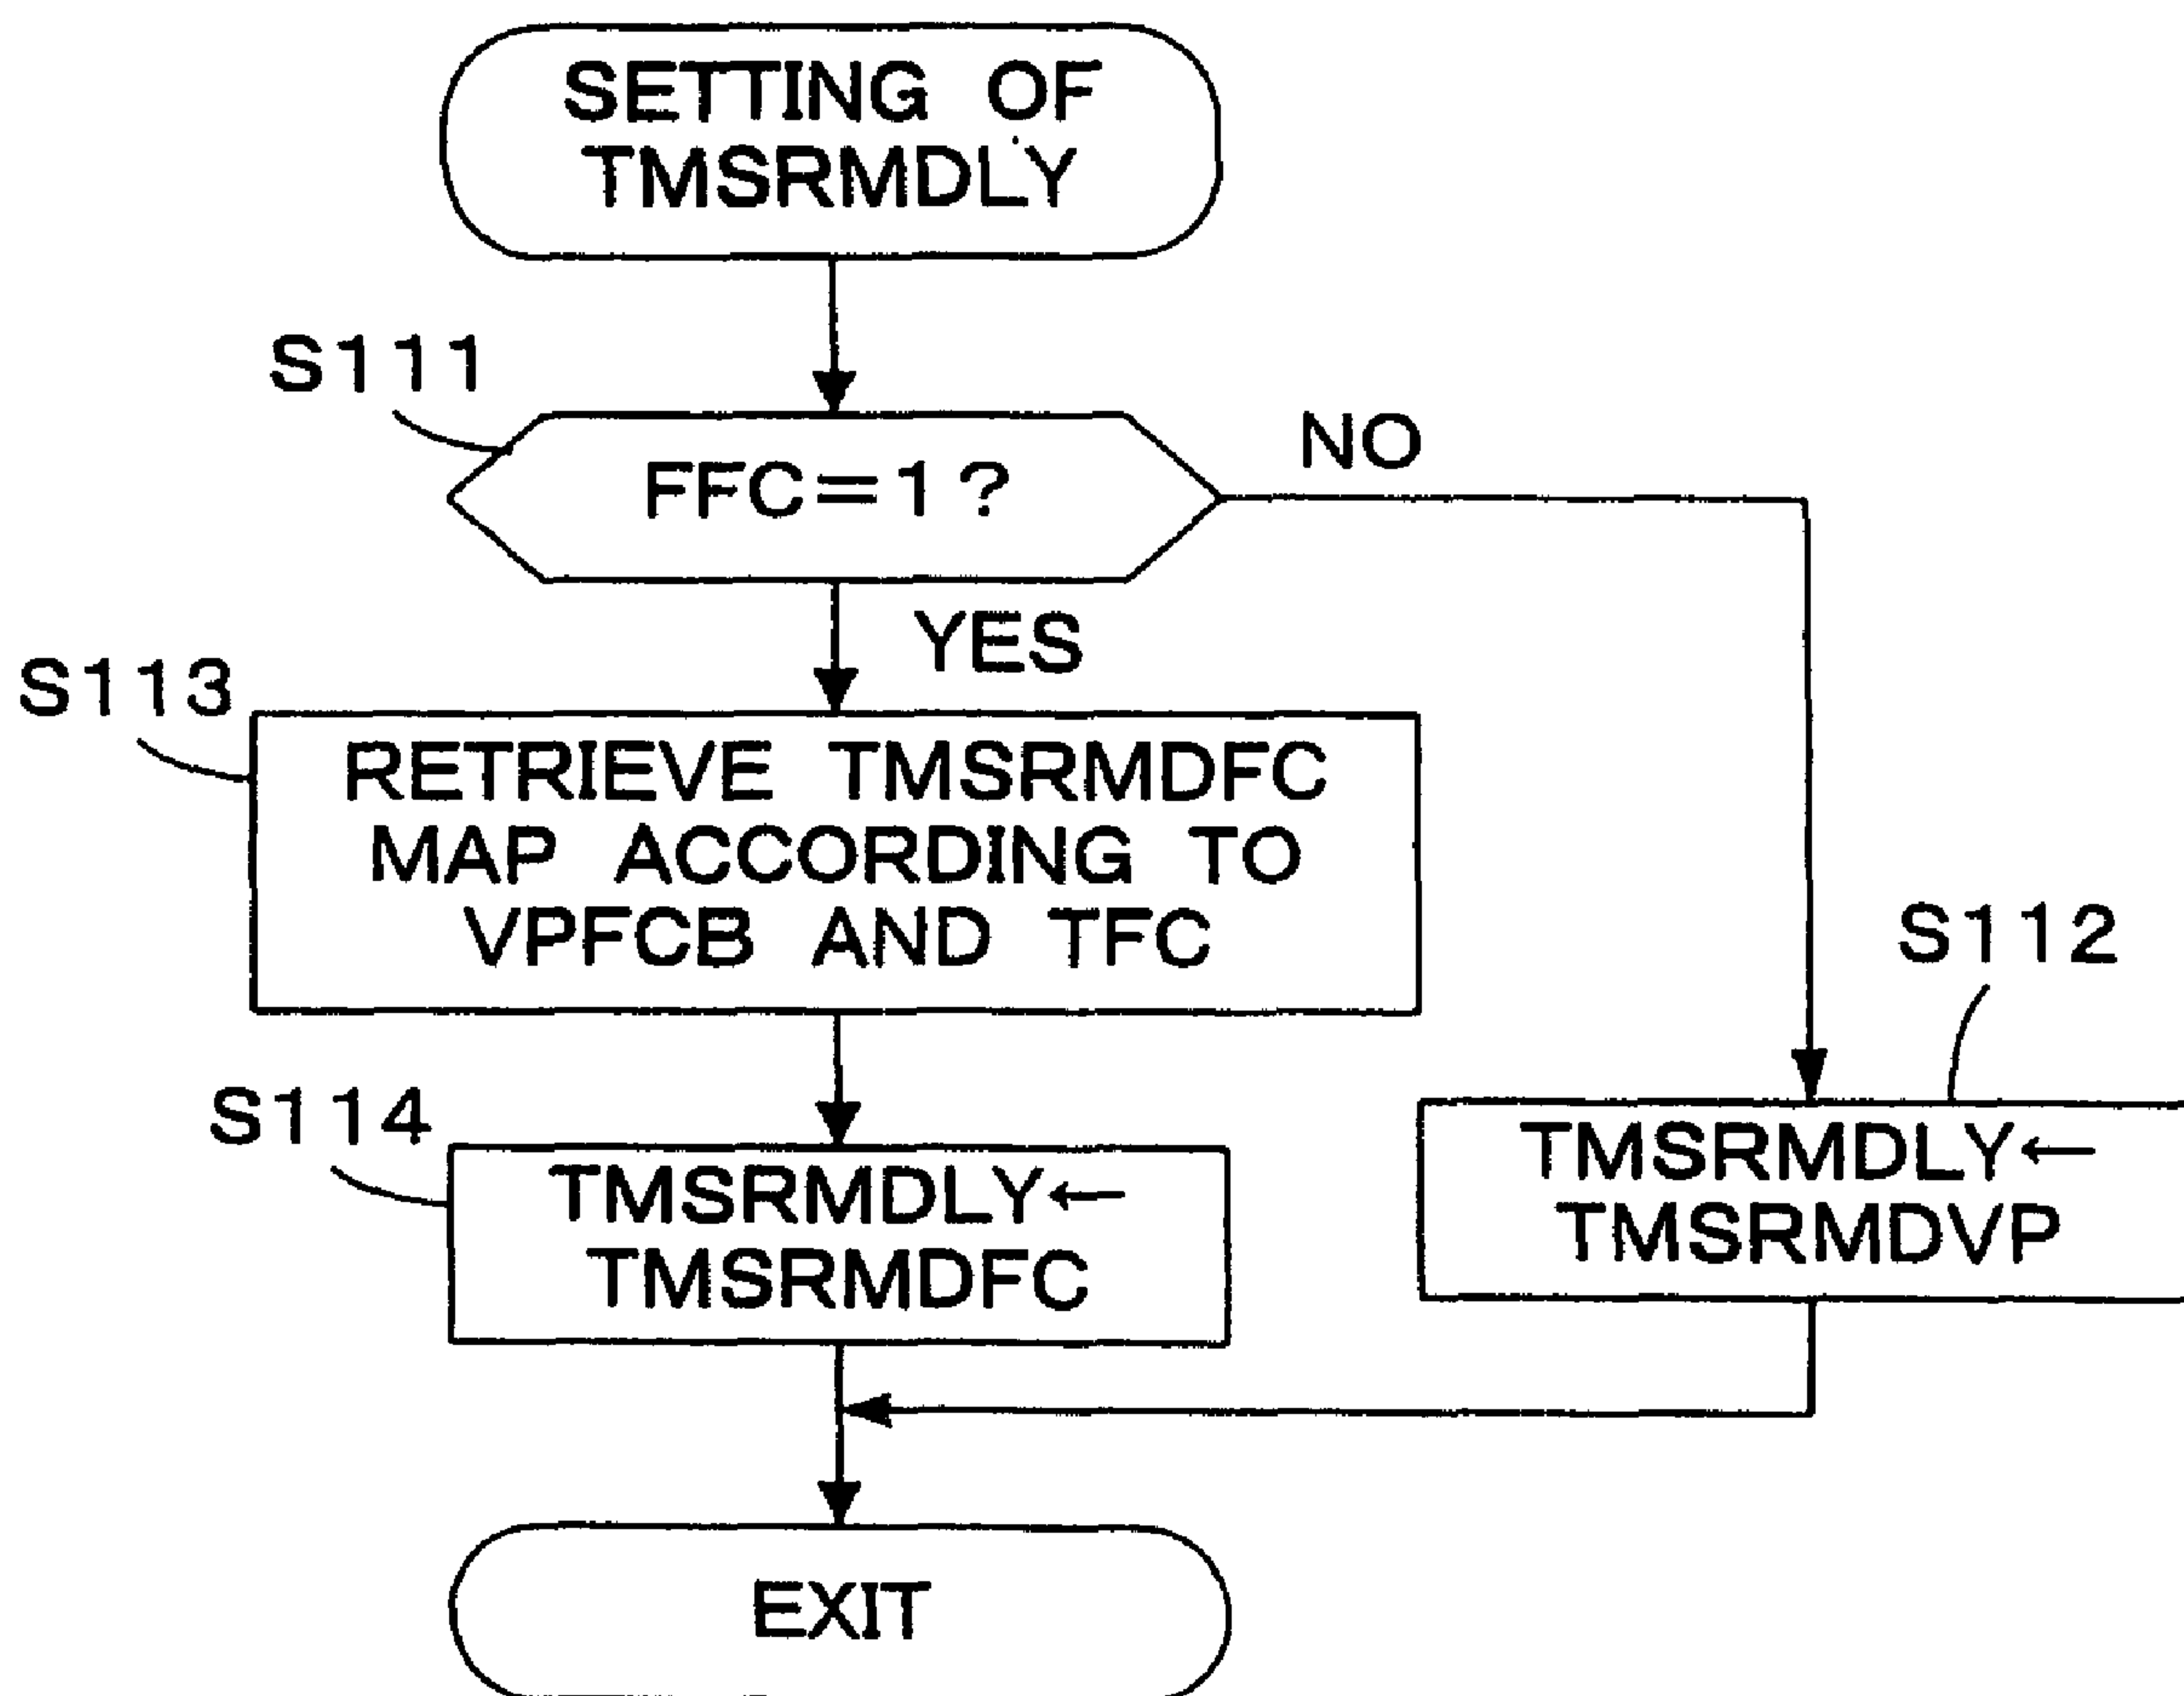 SETTING OF
TMSRMDLY
S111
FFC=1?
NO
YES
S113
RETRIEVE TMSRMDFC
MAP ACCORDING TO
VPFCB AND TFC
S112
TMSRMDLY←
TMSRMDVP
S114
TMSRMDLY←
TMSRMDFC
EXIT